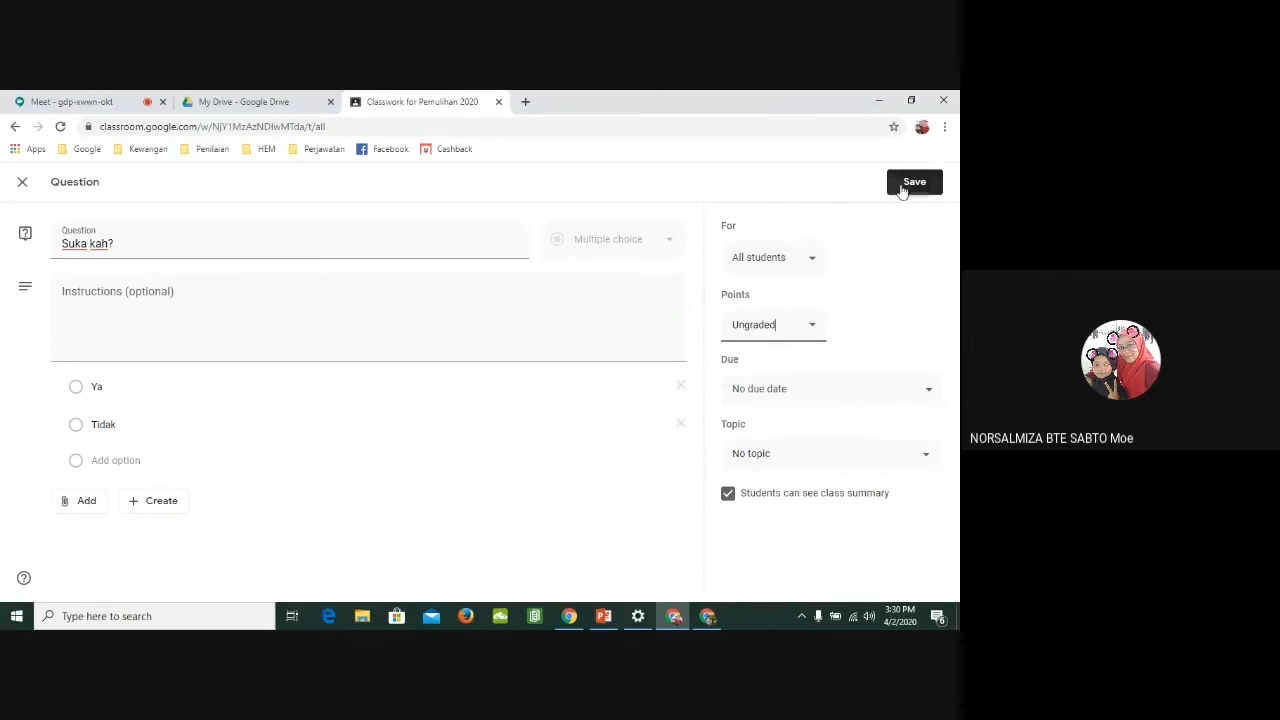 Meet - gdp-xwwn-okt
My Drive - Google Drive
Classwork for Pemulihan 2020
classroom.google.com/w/NjY1MzAzNDIwMTda/t/all
Apps Google Kewangan Penilaian HEM Perjawatan Facebook Cashback
Question
Save
Question
Suka kah?
Multiple choice
Instructions (optional)
Ya
Tidak
Add option
Add
Create
For
All students
Points
Ungraded
Due
No due date
Topic
No topic
Students can see class summary
NORSALMIZA BTE SABTO Moe
Type here to search
3:30 PM
4/2/2020
6